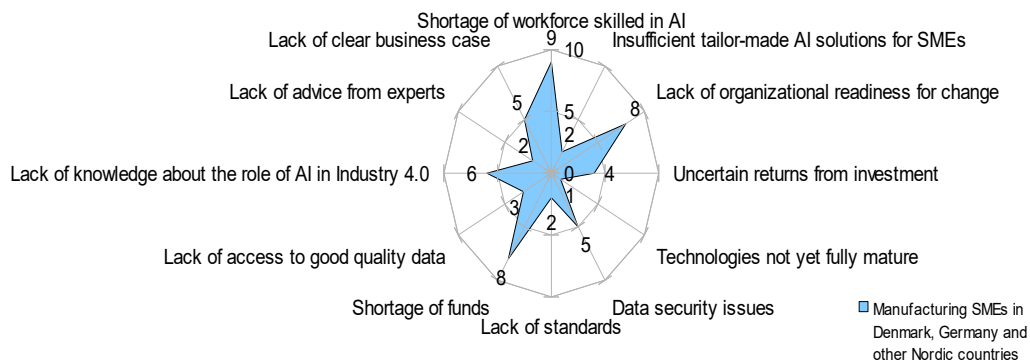 Shortage of workforce skilled in AI
Lack of clear business case
9
10
Insufficient tailor-made AI solutions for SMEs
Lack of advice from experts
5
5
8
Lack of organizational readiness for change
2
2
Lack of knowledge about the role of AI in Industry 4.0
6
0
4
Uncertain returns from investment
3
1
2
5
Lack of access to good quality data
Technologies not yet fully mature
8
Shortage of funds
Data security issues
Lack of standards
Manufacturing SMEs in
Denmark, Germany and
other Nordic countries